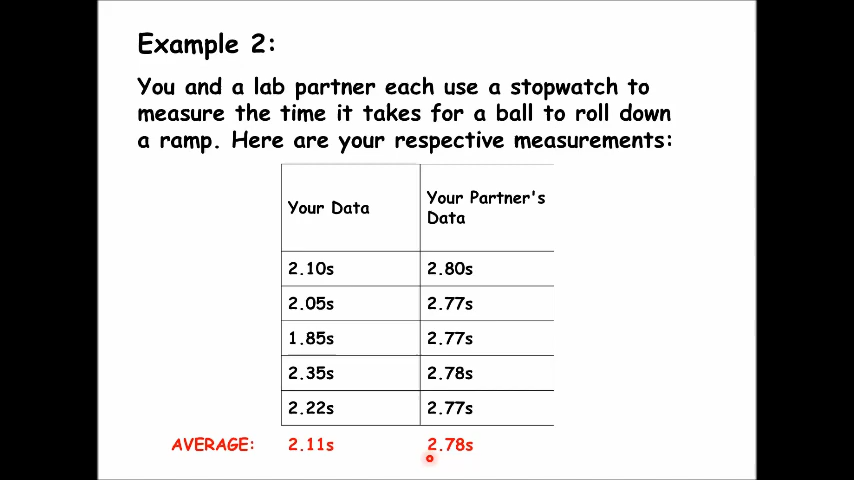 Example 2:
You and a lab partner each use a stopwatch to
measure the time it takes for a ball to roll down
a ramp. Here are your respective measurements:
Your Data
Your Partner's
Data
2.10s 2.80s
2.05s 2.77s
1.85s 2.77s
2.35s 2.78s
2.22s 2.77s
AVERAGE: 2.11s 2.78s